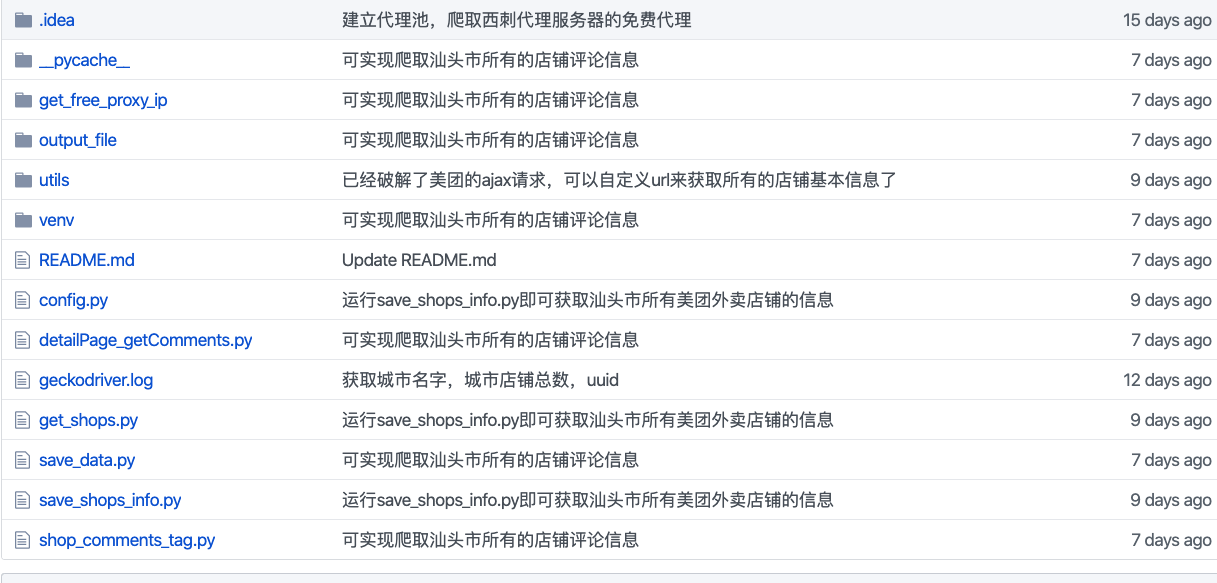 .idea 建立代理池，爬取西刺代理服务器的免费代理 15 days ago
__pycache__ 可实现爬取汕头市所有的店铺评论信息 7 days ago
get_free_proxy_ip 可实现爬取汕头市所有的店铺评论信息 7 days ago
output_file 可实现爬取汕头市所有的店铺评论信息 7 days ago
utils 已经破解了美团的ajax请求，可以自定义url来获取所有的店铺基本信息了 9 days ago
venv 可实现爬取汕头市所有的店铺评论信息 7 days ago
README.md Update README.md 7 days ago
config.py 运行save_shops_info.py即可获取汕头市所有美团外卖店铺的信息 9 days ago
detailPage_getComments.py 可实现爬取汕头市所有的店铺评论信息 7 days ago
geckodriver.log 获取城市名字，城市店铺总数，uuid 12 days ago
get_shops.py 运行save_shops_info.py即可获取汕头市所有美团外卖店铺的信息 9 days ago
save_data.py 可实现爬取汕头市所有的店铺评论信息 7 days ago
save_shops_info.py 运行save_shops_info.py即可获取汕头市所有美团外卖店铺的信息 9 days ago
shop_comments_tag.py 可实现爬取汕头市所有的店铺评论信息 7 days ago